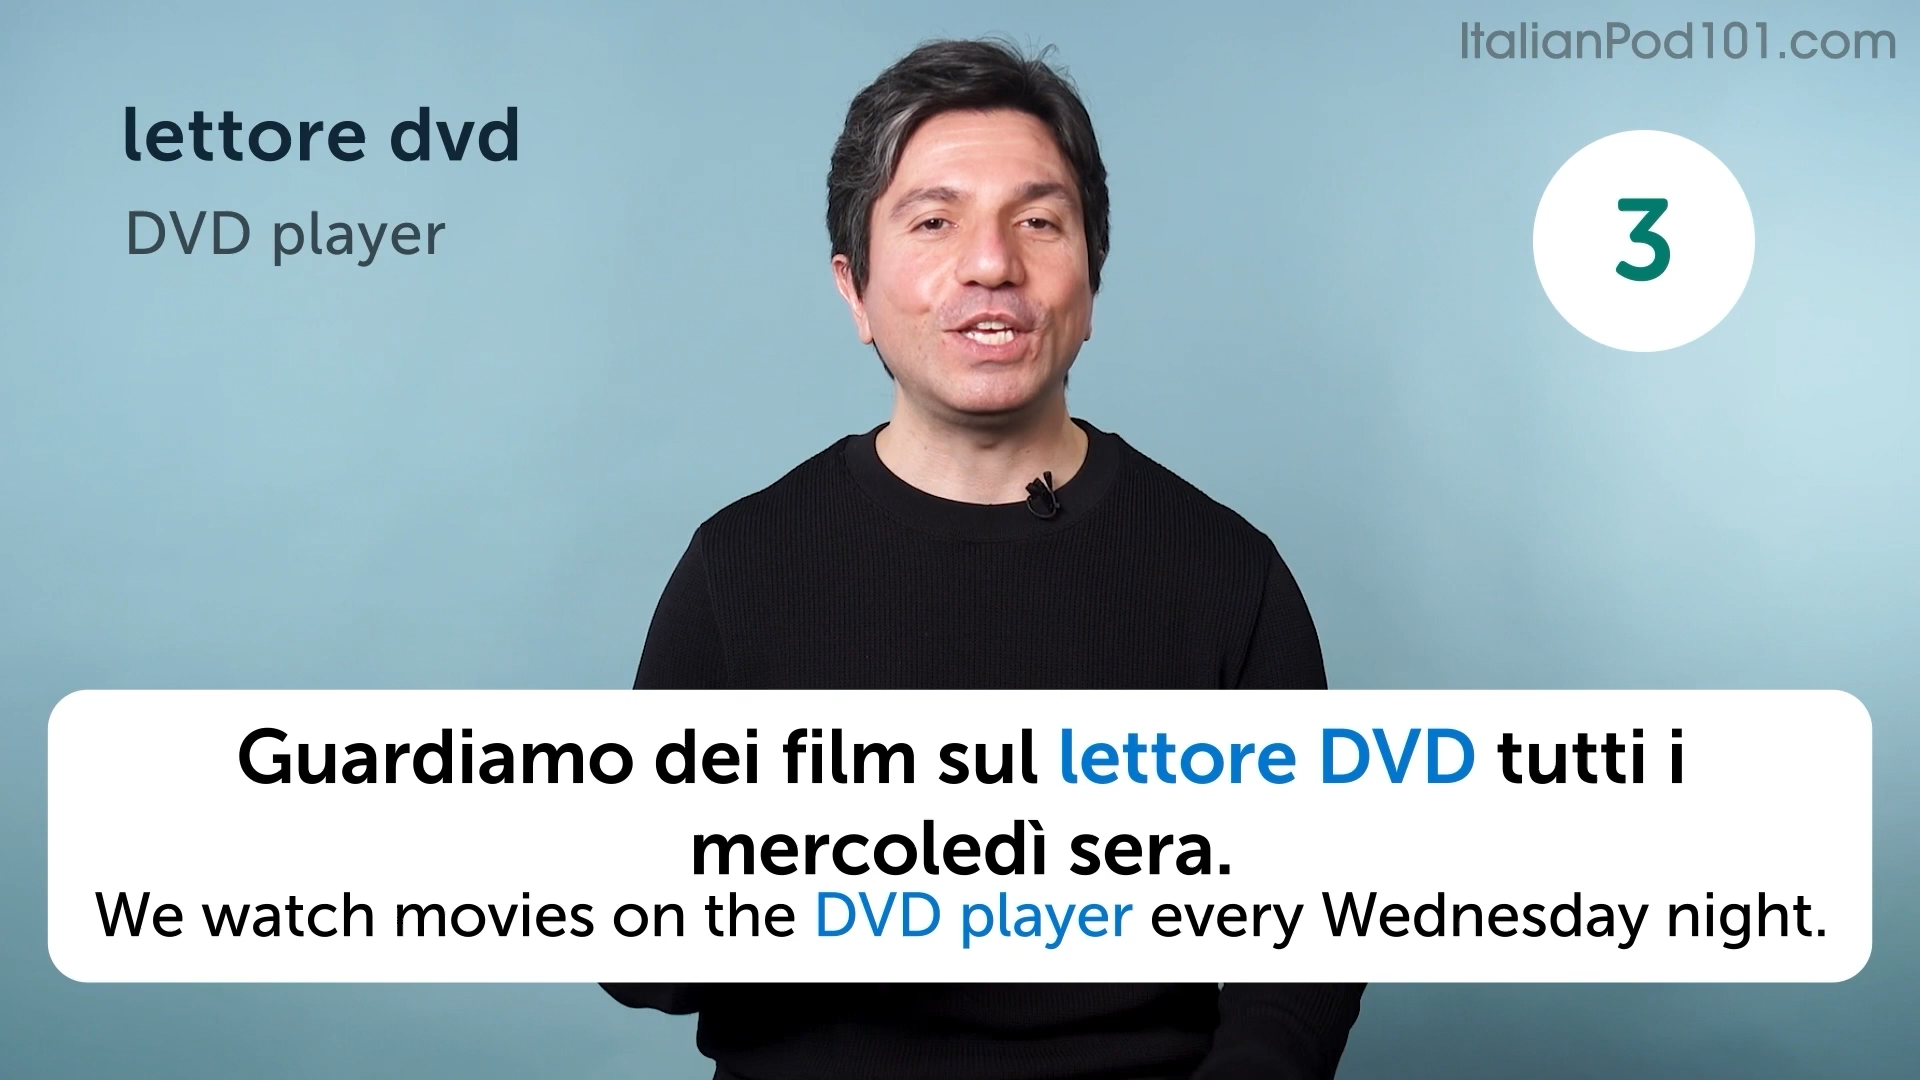 ItalianPod101.com
lettore dvd
DVD player
3
Guardiamo dei film sul lettore DVD tutti i
mercoledì sera.
We watch movies on the DVD player every Wednesday night.